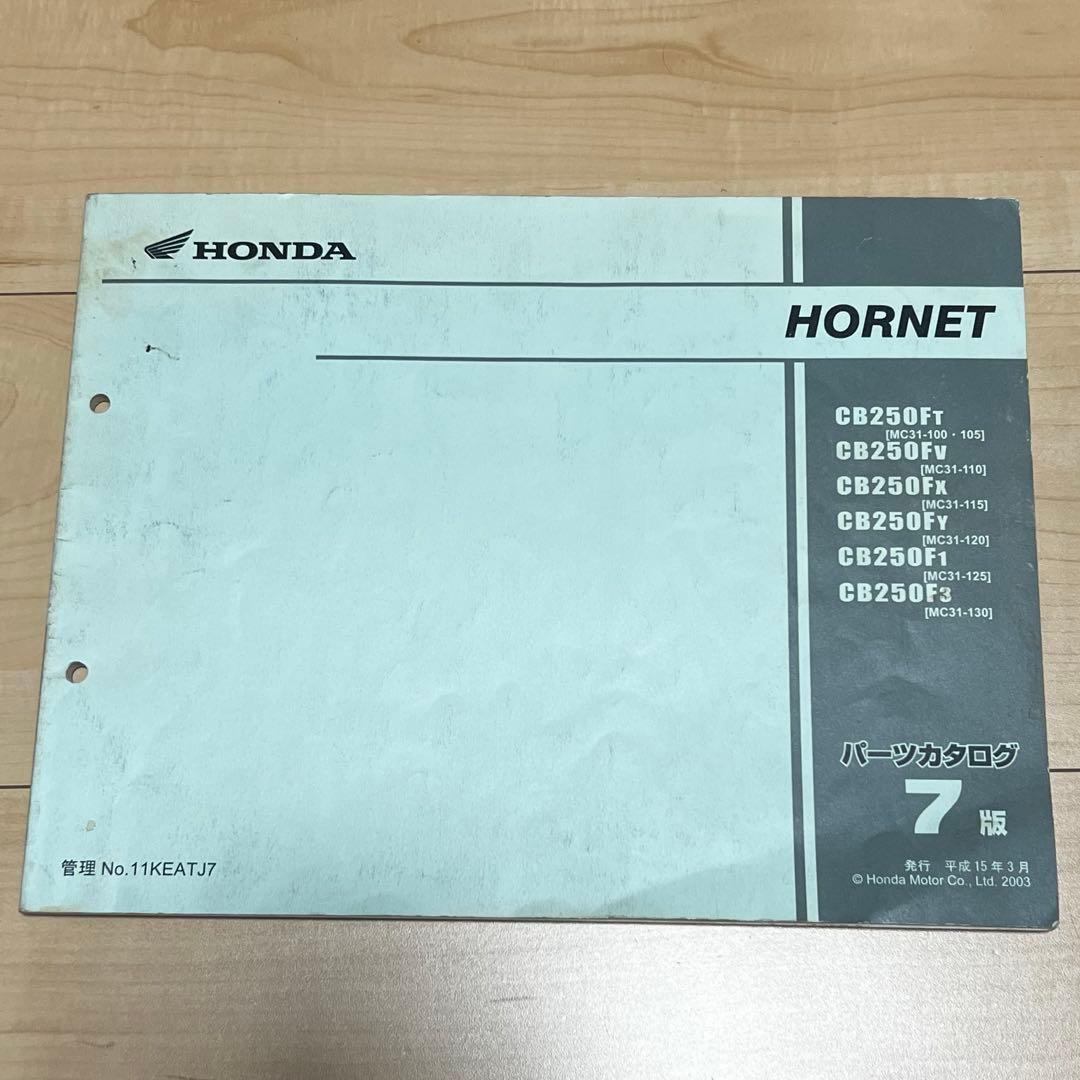 HONDA
HORNET
CB250FT
[MC31-100・105]
CB250FV
[MC31-110]
CB250FX
[MC31-115]
CB250FY
[MC31-120]
CB250F1
[MC31-125]
CB250F3
[MC31-130]
パーツカタログ
7版
管理 No.11KEATJ7
発行 平成15年3月
© Honda Motor Co., Ltd. 2003